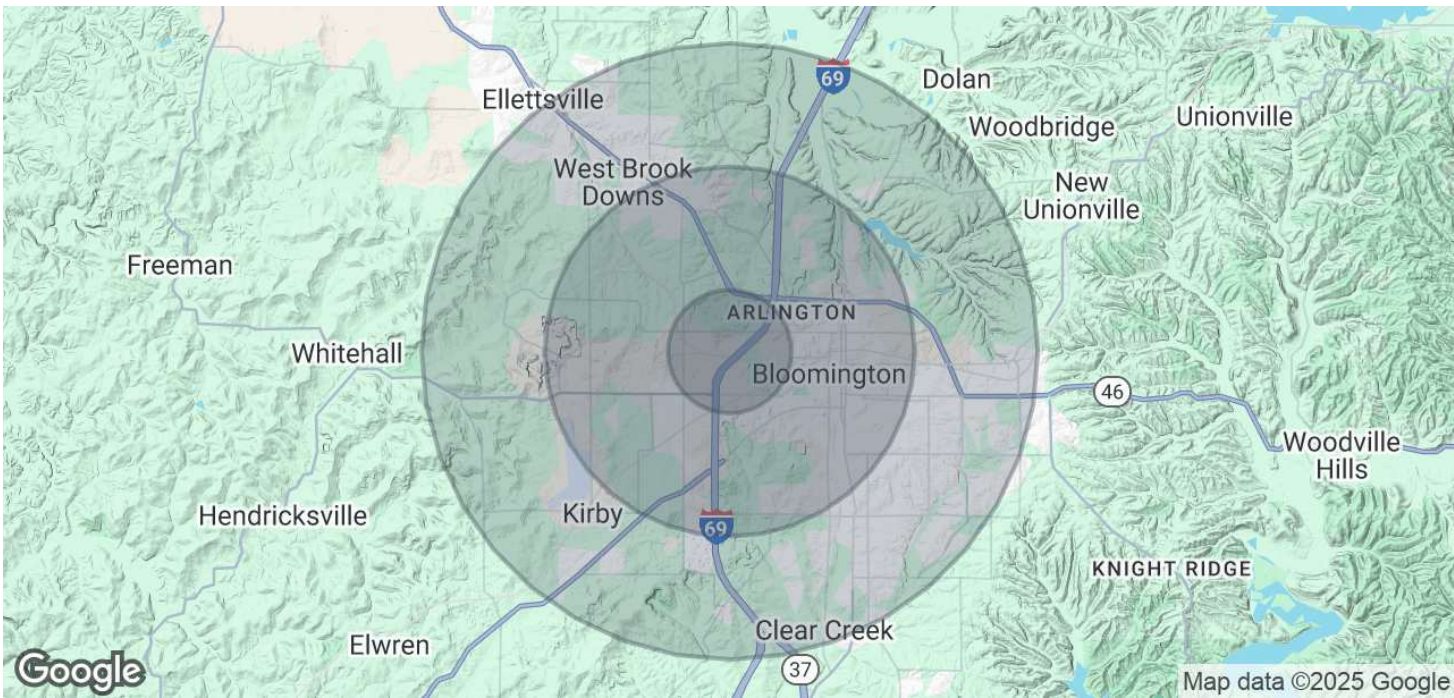 69
Dolan
Ellettsville
Unionville
Woodbridge
West Brook
Downs
New
Unionville
Freeman
ARLINGTON
Whitehall
Bloomington
46
Woodville
Hills
Hendricksville
Kirby
69
KNIGHT RIDGE
Clear Creek
Elwren
37
Google
Map data ©2025 Google